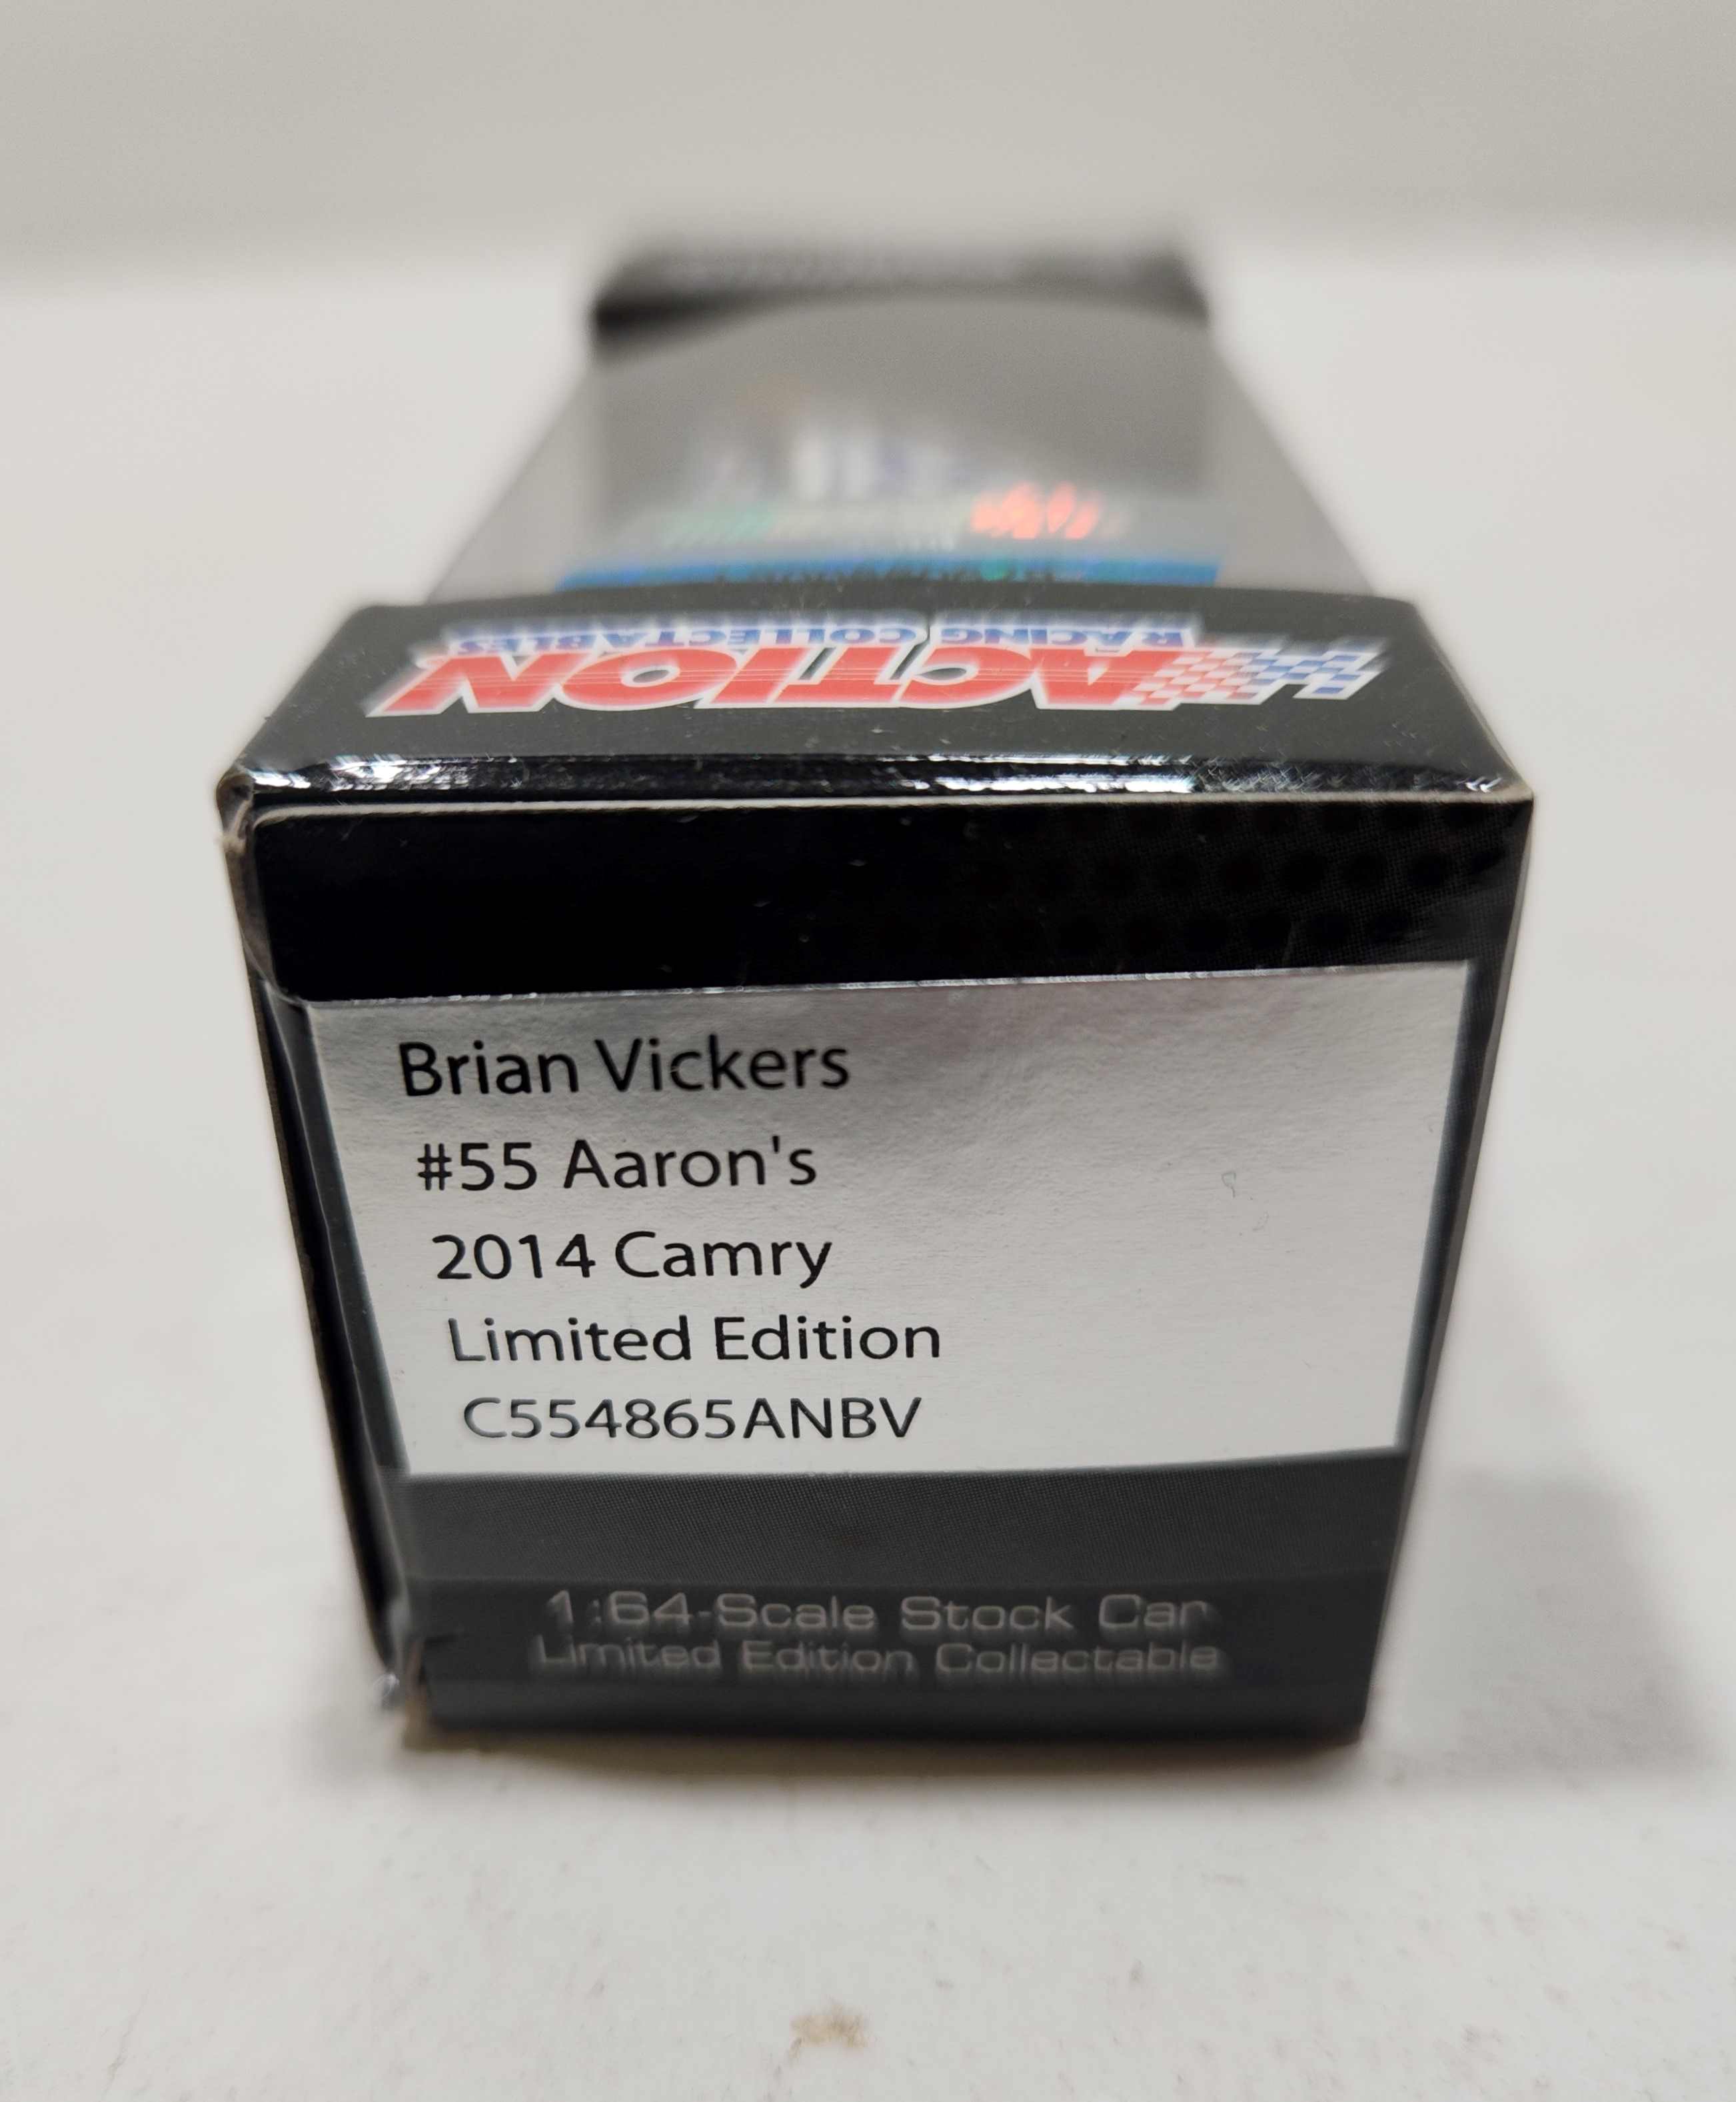 ACTION
RACING COLLECTABLES
Brian Vickers
#55 Aaron's
2014 Camry
Limited Edition
C554865ANBV
1:64-Scale Stock Car
Limited Edition Collectable